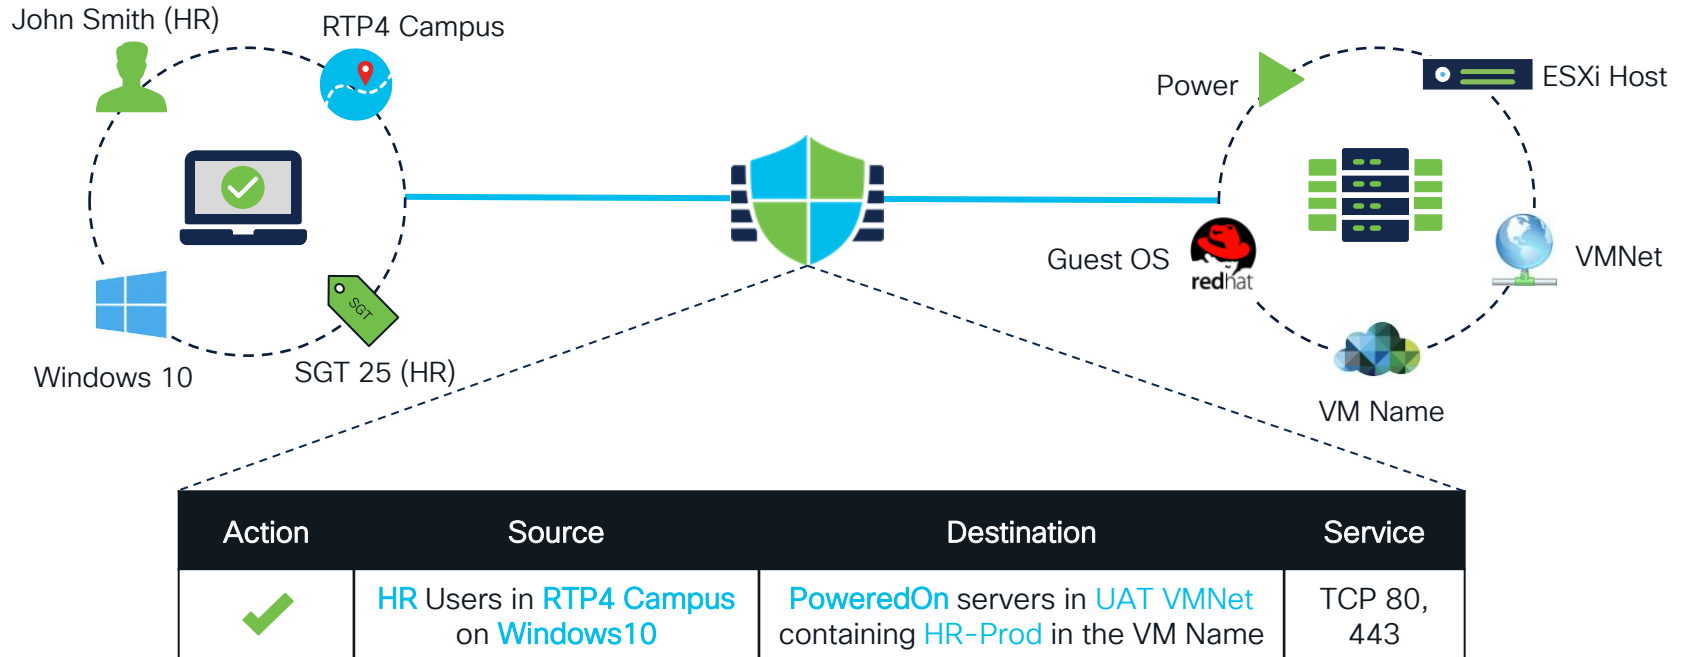 John Smith (HR)
RTP4 Campus
Power
ESXi Host
Guest OS
redhat
VMNet
SGT
Windows 10
SGT 25 (HR)
VM Name
Action
Source
Destination
Service
HR Users in RTP4 Campus
on Windows10
PoweredOn servers in UAT VMNet
containing HR-Prod in the VM Name
TCP 80,
443